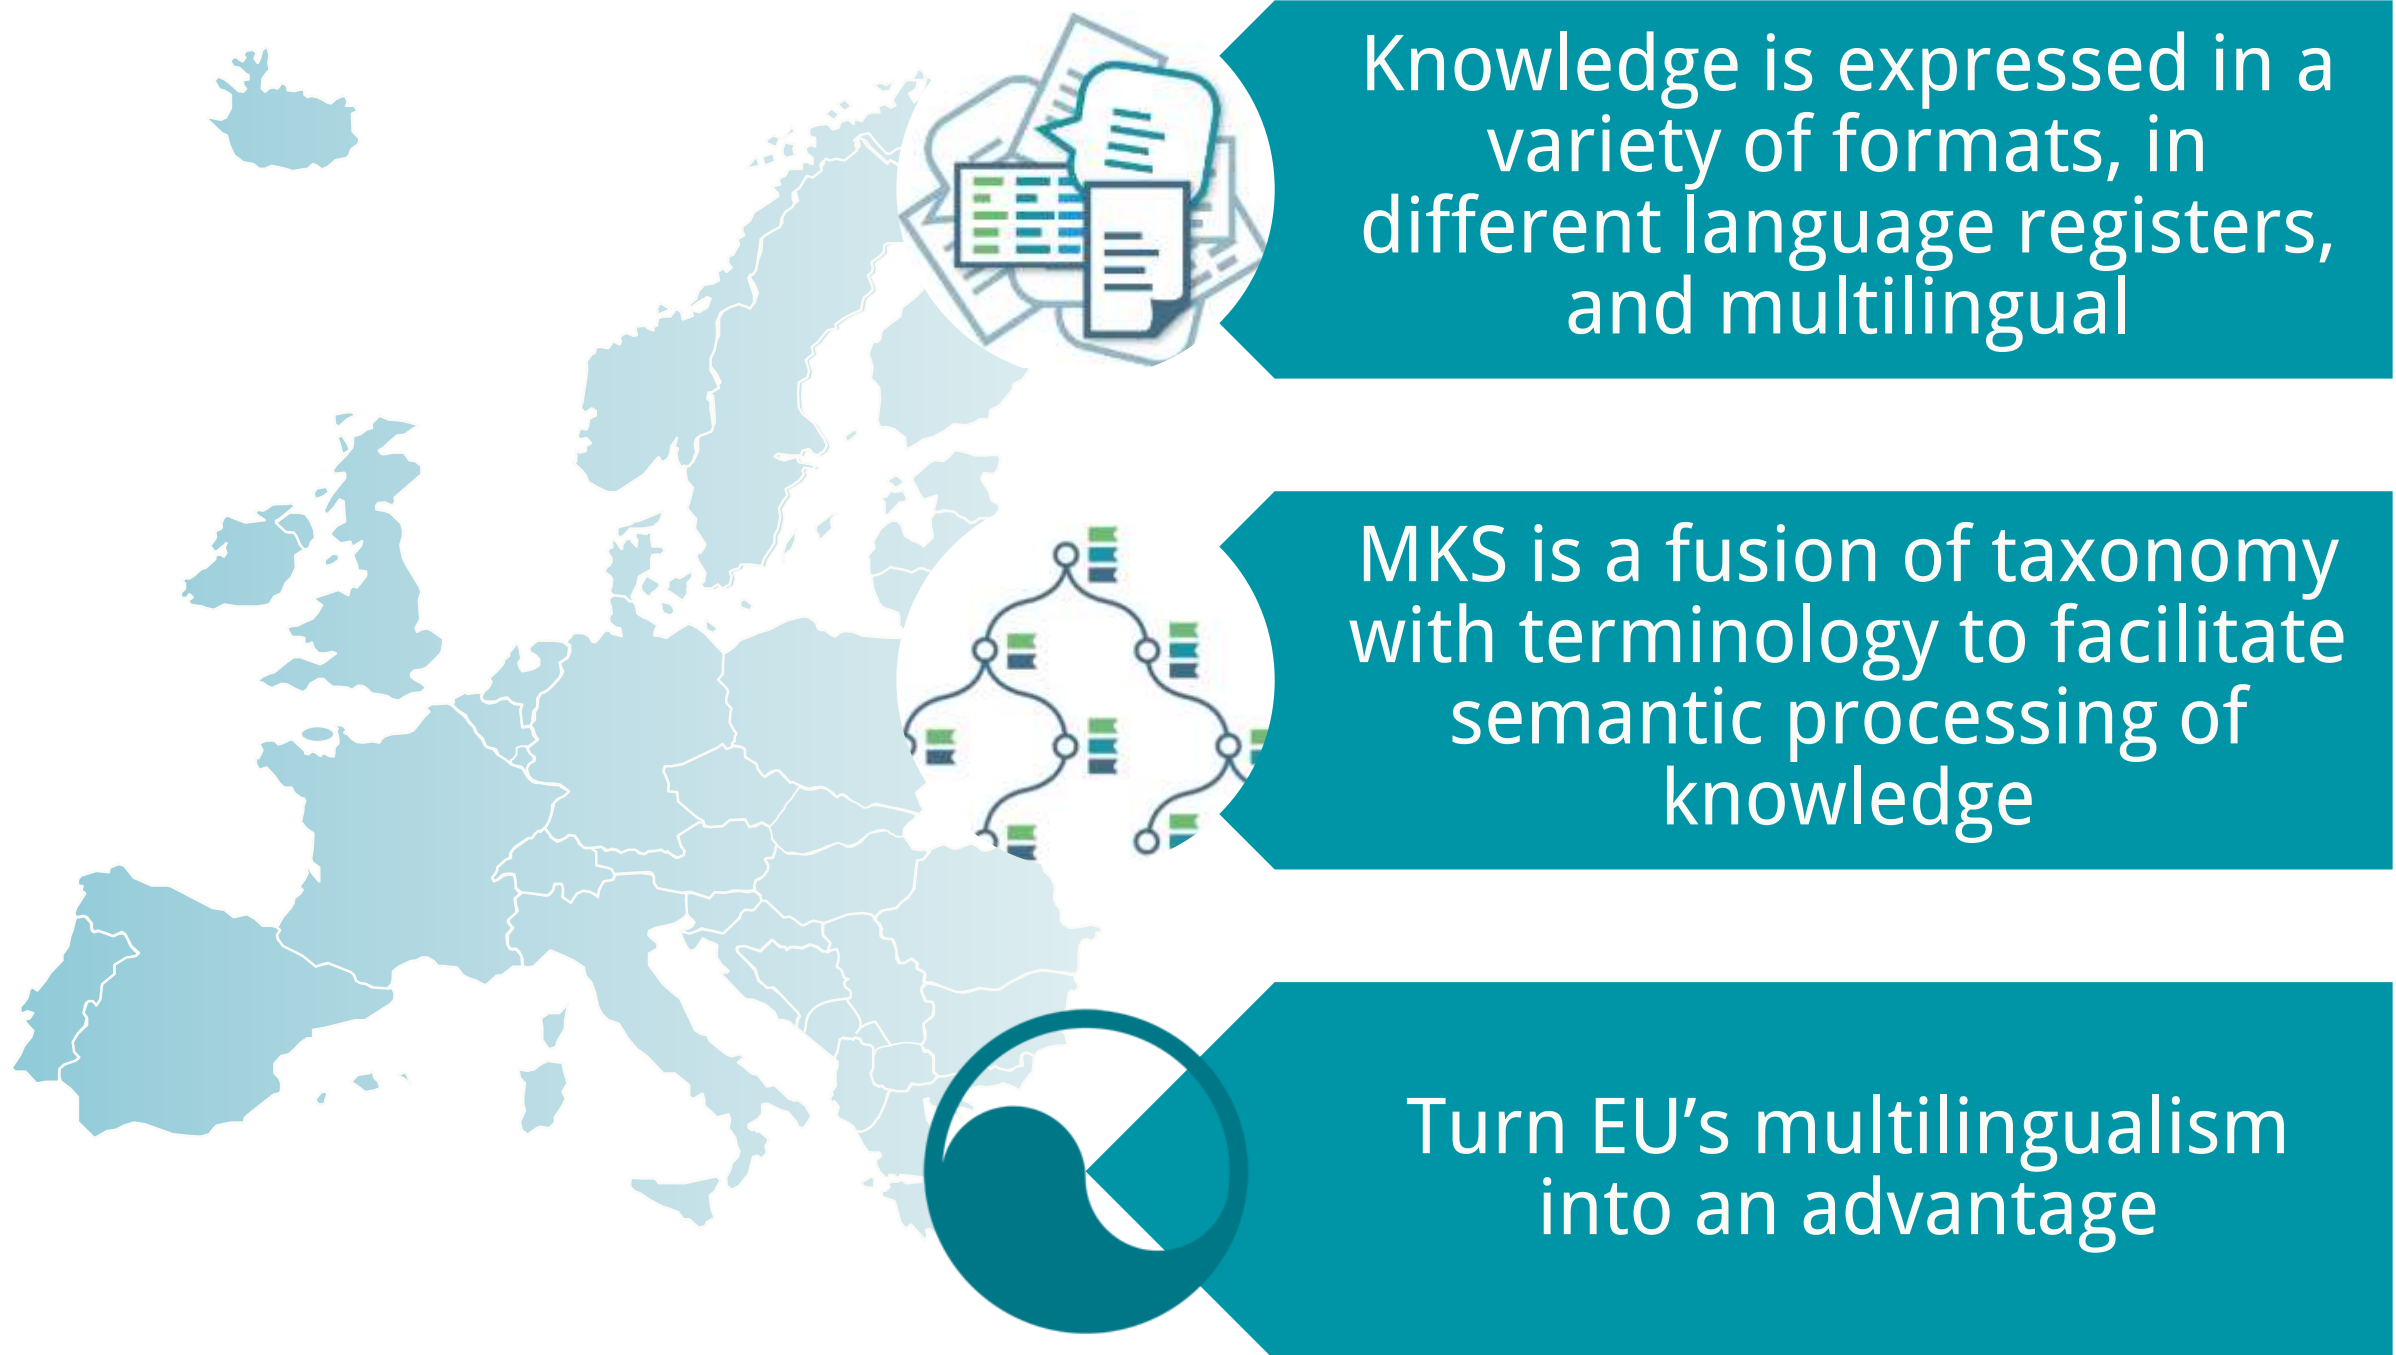 Knowledge is expressed in a
variety of formats, in
different language registers,
and multilingual
MKS is a fusion of taxonomy
with terminology to facilitate
semantic processing of
knowledge
Turn EU’s multilingualism
into an advantage